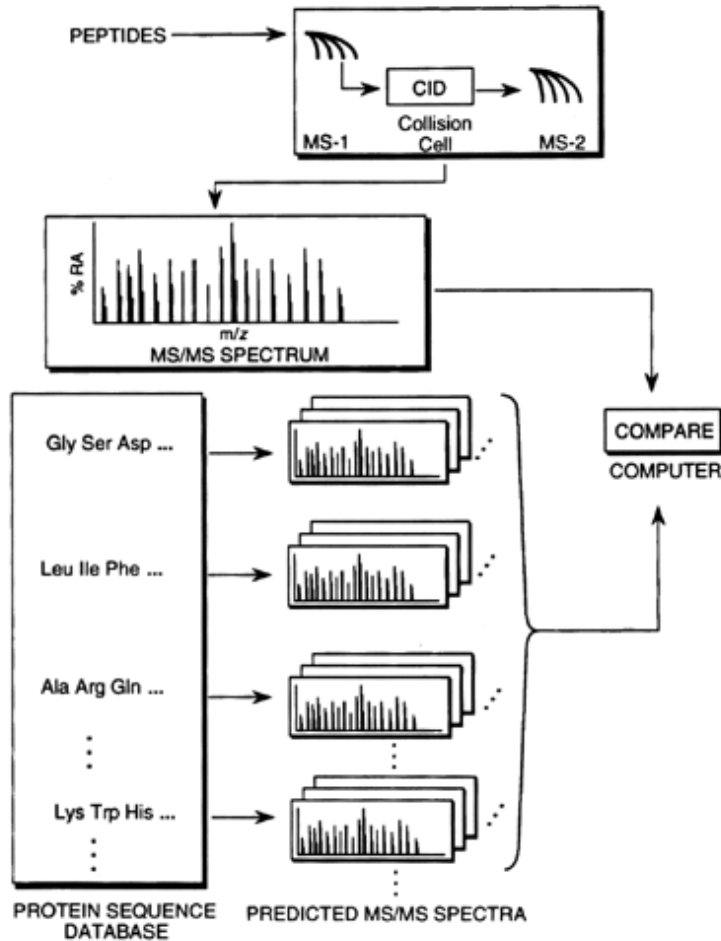 PEPTIDES
CID
Collision
Cell
MS-1
MS-2
% RA
m/z
MS/MS SPECTRUM
Gly Ser Asp ...
Leu Ile Phe ...
Ala Arg Gln ...
Lys Trp His ...
COMPARE
COMPUTER
PROTEIN SEQUENCE
DATABASE
PREDICTED MS/MS SPECTRA